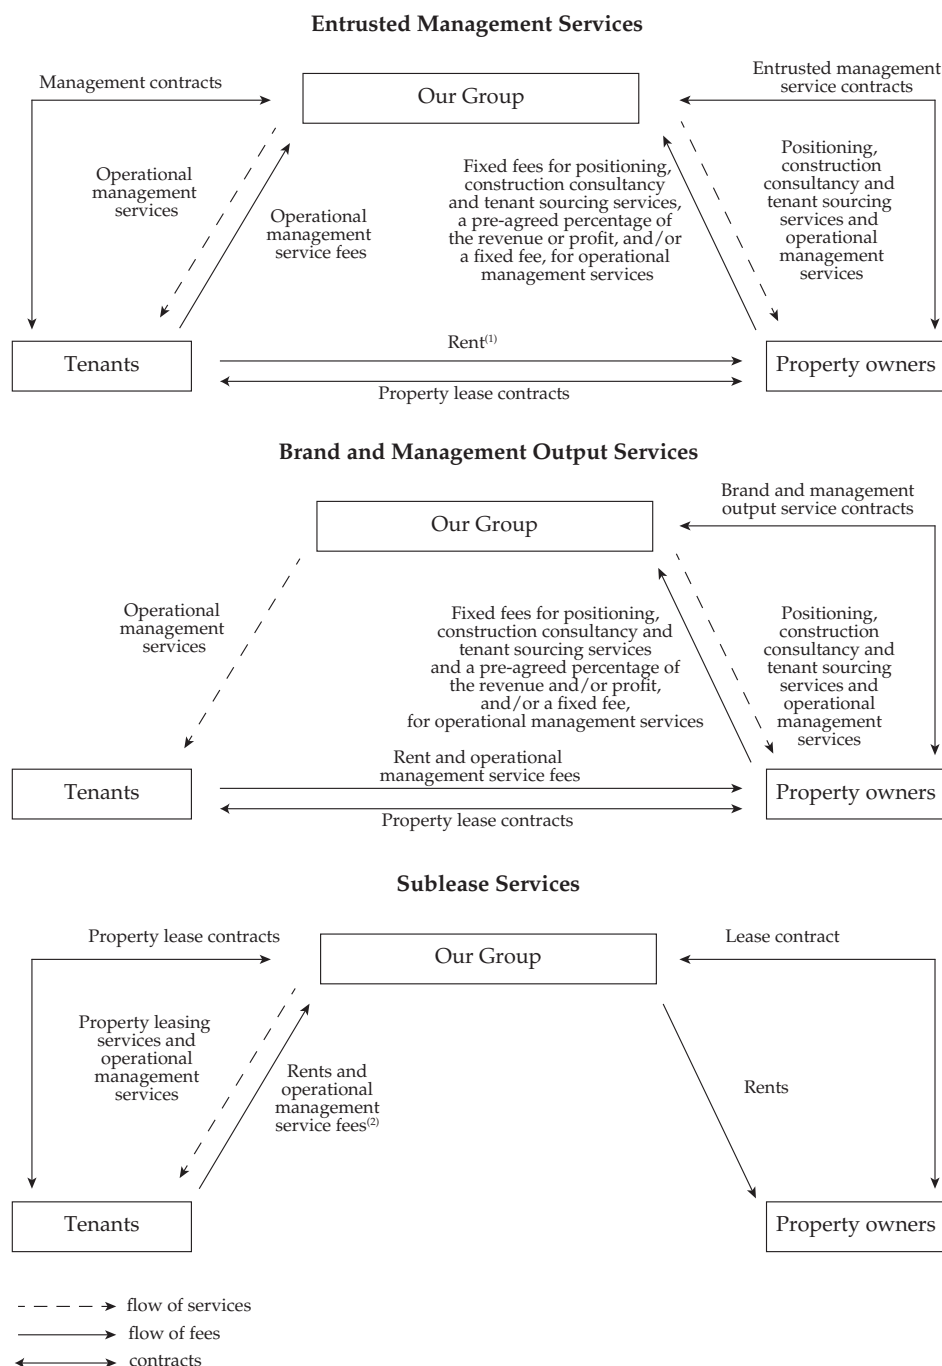 Entrusted Management Services
Management contracts
Our Group
Entrusted management
service contracts
Operational
management
services
Operational
management
service fees
Fixed fees for positioning,
construction consultancy
and tenant sourcing services,
a pre-agreed percentage of
the revenue or profit, and/or
a fixed fee, for operational
management services
Positioning,
construction
consultancy and
tenant sourcing
services and
operational
management
services
Tenants
Rent(1)
Property lease contracts
Property owners
Brand and Management Output Services
Our Group
Brand and management
output service contracts
Operational
management
services
Fixed fees for positioning,
construction consultancy and
tenant sourcing services
and a pre-agreed percentage of
the revenue and/or profit,
and/or a fixed fee,
for operational management services
Positioning,
construction
consultancy and
tenant sourcing
services and
operational
management
services
Tenants
Rent and operational
management service fees
Property lease contracts
Property owners
Sublease Services
Property lease contracts
Our Group
Lease contract
Property leasing
services and
operational
management
services
Rents and
operational
management
service fees(2)
Rents
Tenants
Property owners
flow of services
flow of fees
contracts